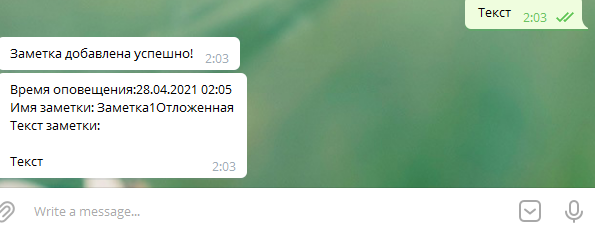 Текст 2:03
Заметка добавлена успешно! 2:03
Время оповещения:28.04.2021 02:05
Имя заметки: Заметка1Отложенная
Текст заметки:
Текст 2:03
Write a message...